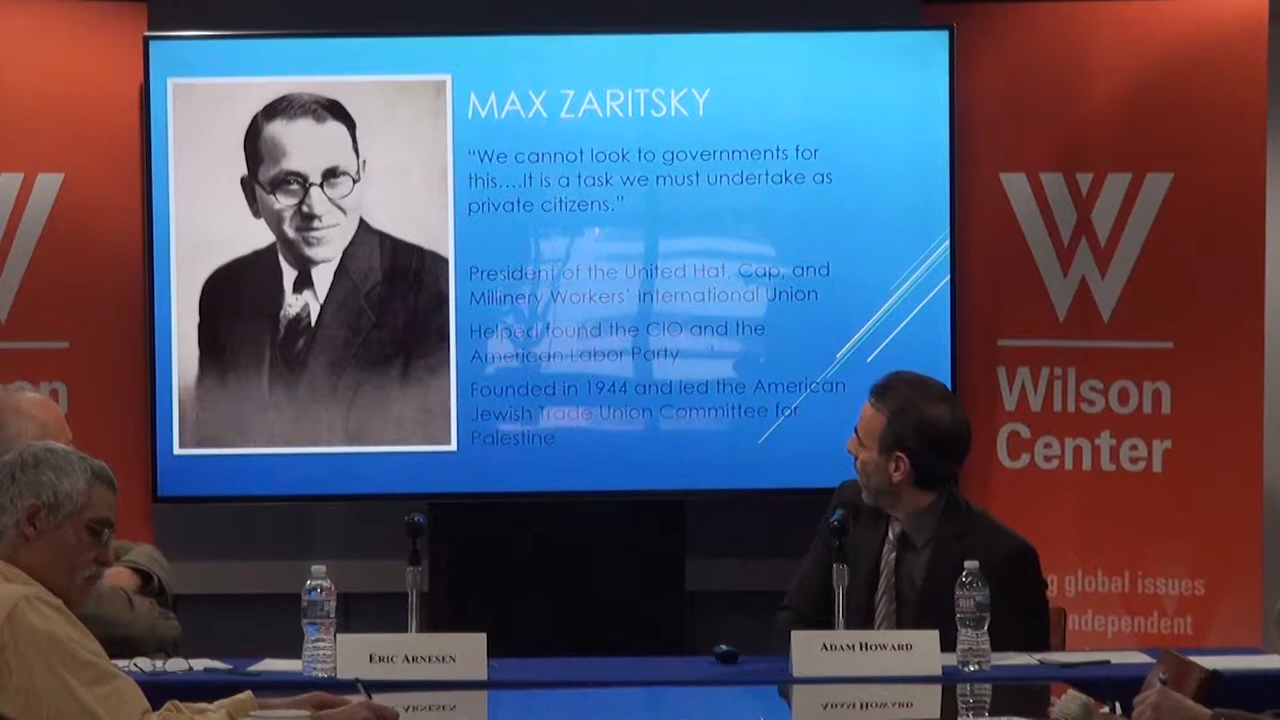 MAX ZARITSKY
“We cannot look to governments for
this....It is a task we must undertake as
private citizens.”
President of the United Hat, Cap, and
Millinery Workers’ International Union
Helped found the CIO and the
American Labor Party
Founded in 1944 and led the American
Jewish Trade Union Committee for
Palestine
W
Wilson
Center
global issues
ERIC ARNESEN
ADAM HOWARD